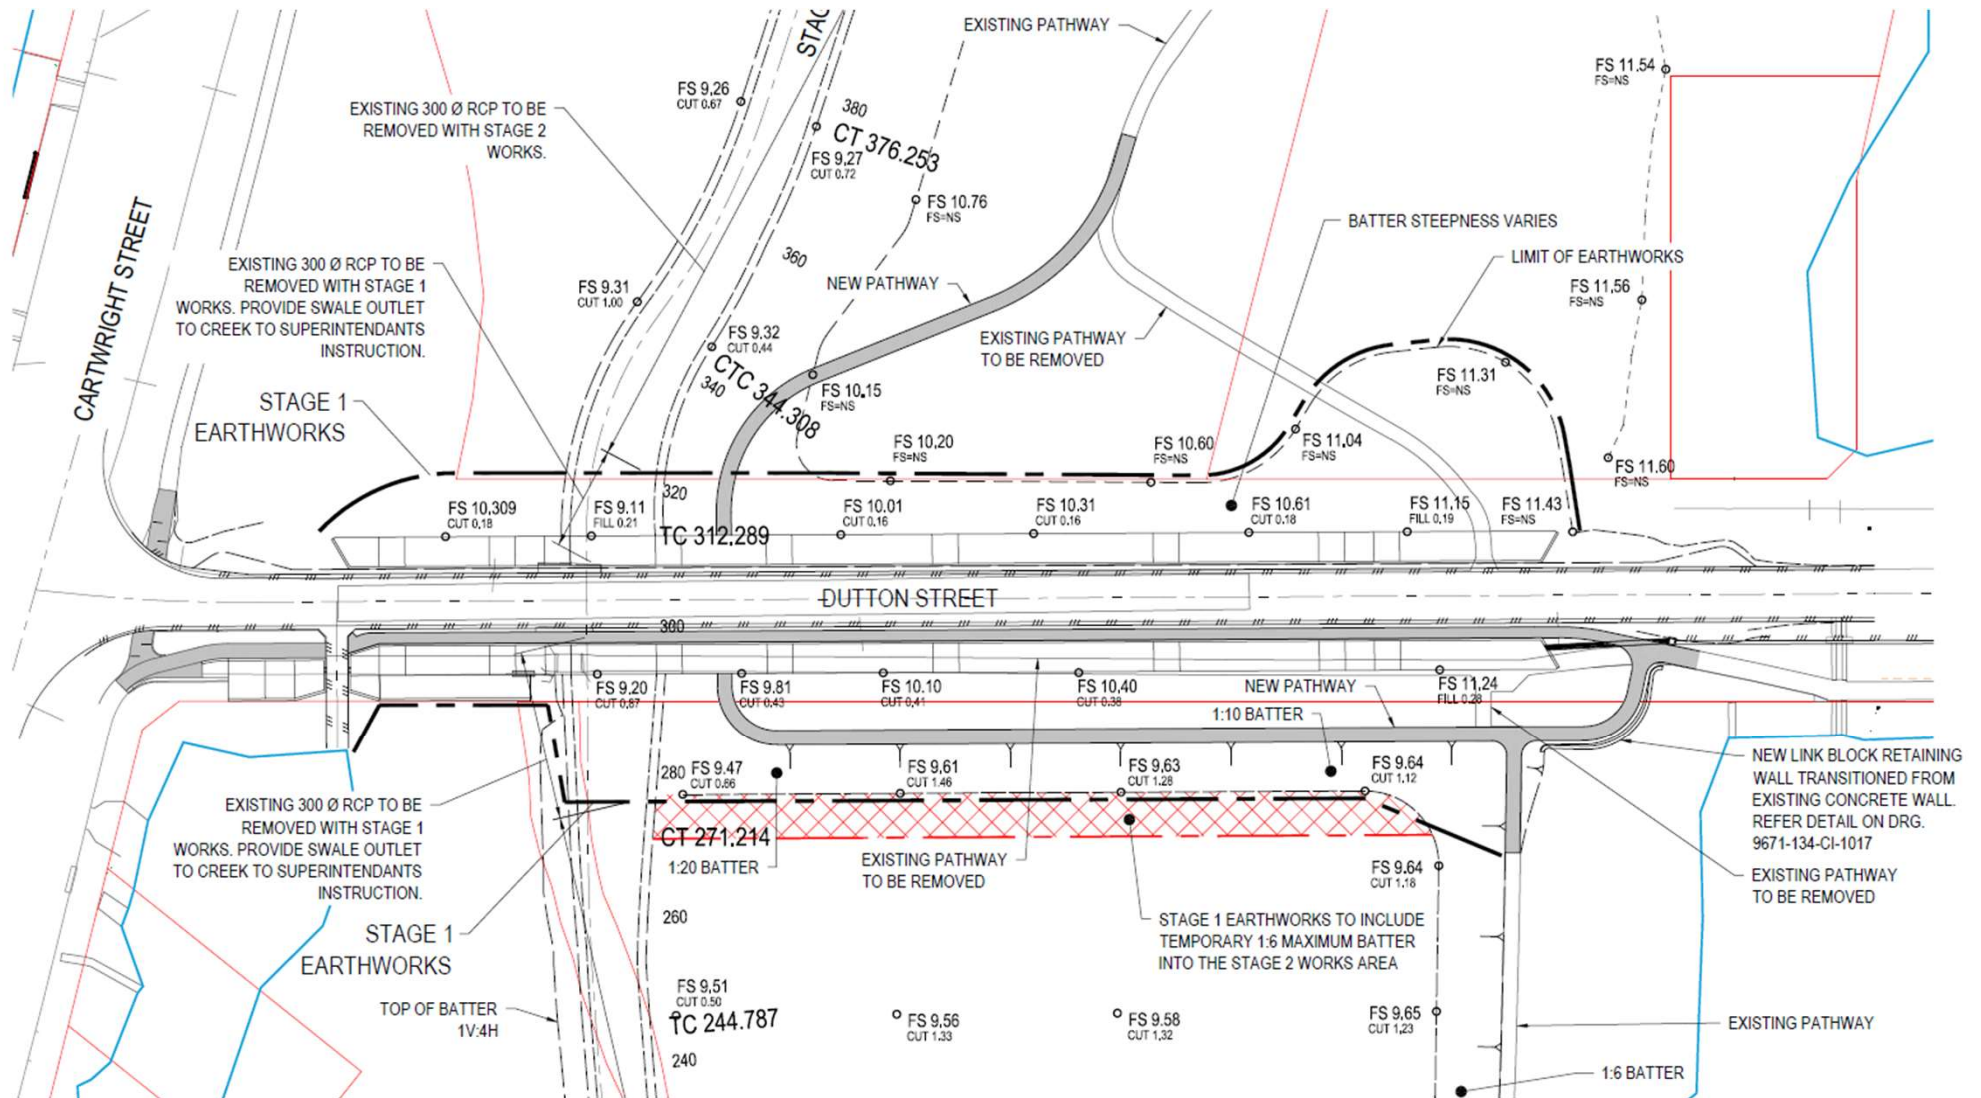 EXISTING PATHWAY
STAG
FS 11.54
FS=NS
FS 9.26
CUT 0.67
EXISTING 300 Ø RCP TO BE
REMOVED WITH STAGE 2
WORKS.
380
CT 376.253
FS 9.27
CUT 0.72
FS 10.76
FS=NS
BATTER STEEPNESS VARIES
LIMIT OF EARTHWORKS
CARTWRIGHT STREET
EXISTING 300 Ø RCP TO BE
REMOVED WITH STAGE 1
WORKS. PROVIDE SWALE OUTLET
TO CREEK TO SUPERINTENDANTS
INSTRUCTION.
360
FS 9.31
CUT 1.00
NEW PATHWAY
FS 11.56
FS=NS
FS 9.32
CUT 0.44
EXISTING PATHWAY
TO BE REMOVED
CTC 344.308
340
FS 10.15
FS=NS
FS 11.31
FS=NS
STAGE 1
EARTHWORKS
FS 10.20
FS=NS
FS 10.60
FS=NS
FS 11.04
FS=NS
FS 11.60
FS=NS
320
FS 10.309
CUT 0.18
FS 9.11
FILL 0.21
TC 312.289
FS 10.01
CUT 0.16
FS 10.31
CUT 0.16
FS 10.61
CUT 0.18
FS 11.15
FILL 0.19
FS 11.43
FS=NS
DUTTON STREET
300
FS 9.20
CUT 0.87
FS 9.81
CUT 0.43
FS 10.10
CUT 0.41
FS 10.40
CUT 0.38
NEW PATHWAY
FS 11.24
FILL 0.28
1:10 BATTER
280
FS 9.47
CUT 0.66
FS 9.61
CUT 1.46
FS 9.63
CUT 1.28
FS 9.64
CUT 1.12
NEW LINK BLOCK RETAINING
WALL TRANSITIONED FROM
EXISTING CONCRETE WALL.
REFER DETAIL ON DRG.
9671-134-CI-1017
EXISTING 300 Ø RCP TO BE
REMOVED WITH STAGE 1
WORKS. PROVIDE SWALE OUTLET
TO CREEK TO SUPERINTENDANTS
INSTRUCTION.
CT 271.214
1:20 BATTER
EXISTING PATHWAY
TO BE REMOVED
FS 9.64
CUT 1.18
EXISTING PATHWAY
TO BE REMOVED
260
STAGE 1
EARTHWORKS
STAGE 1 EARTHWORKS TO INCLUDE
TEMPORARY 1:6 MAXIMUM BATTER
INTO THE STAGE 2 WORKS AREA
TOP OF BATTER
1V:4H
FS 9.51
CUT 0.50
TC 244.787
FS 9.56
CUT 1.33
FS 9.58
CUT 1.32
FS 9.65
CUT 1.23
EXISTING PATHWAY
240
1:6 BATTER